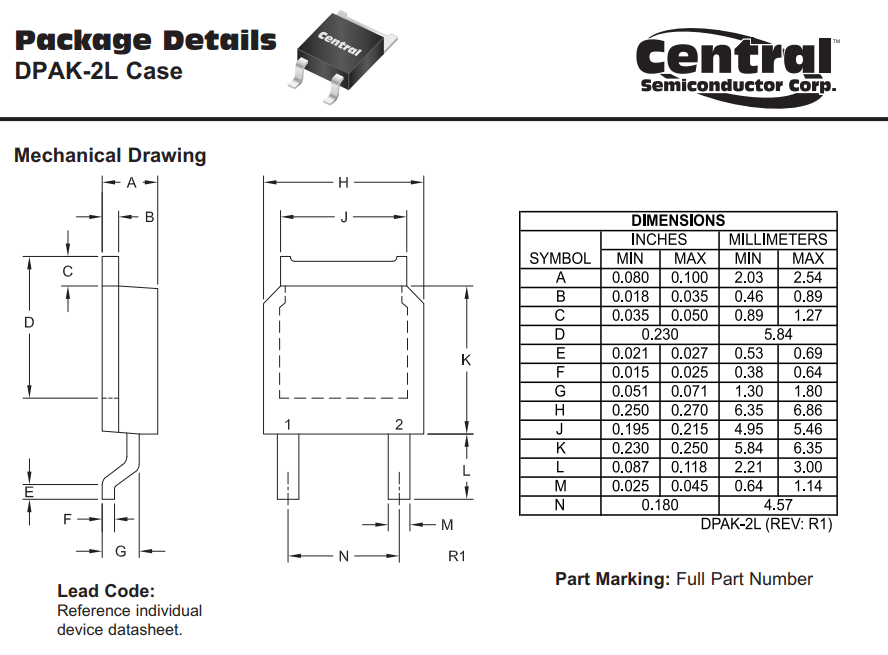 Package Details
DPAK-2L Case
Central
Central™
Semiconductor Corp.
Mechanical Drawing
A
B
C
D
E
F
G
H
J
K
1
2
L
M
N
R1
DIMENSIONS
INCHES MILLIMETERS
SYMBOL MIN MAX MIN MAX
A 0.080 0.100 2.03 2.54
B 0.018 0.035 0.46 0.89
C 0.035 0.050 0.89 1.27
D 0.230 5.84
E 0.021 0.027 0.53 0.69
F 0.015 0.025 0.38 0.64
G 0.051 0.071 1.30 1.80
H 0.250 0.270 6.35 6.86
J 0.195 0.215 4.95 5.46
K 0.230 0.250 5.84 6.35
L 0.087 0.118 2.21 3.00
M 0.025 0.045 0.64 1.14
N 0.180 4.57
DPAK-2L (REV: R1)
Part Marking: Full Part Number
Lead Code:
Reference individual
device datasheet.